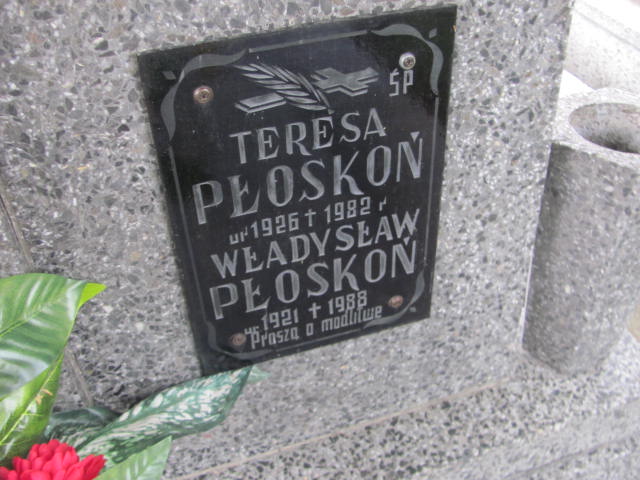 ŚP
TERESA
PŁOSKOŃ
ur 1926 † 1982 r
WŁADYSŁAW
PŁOSKOŃ
ur 1921 † 1988
Proszą o modlitwę